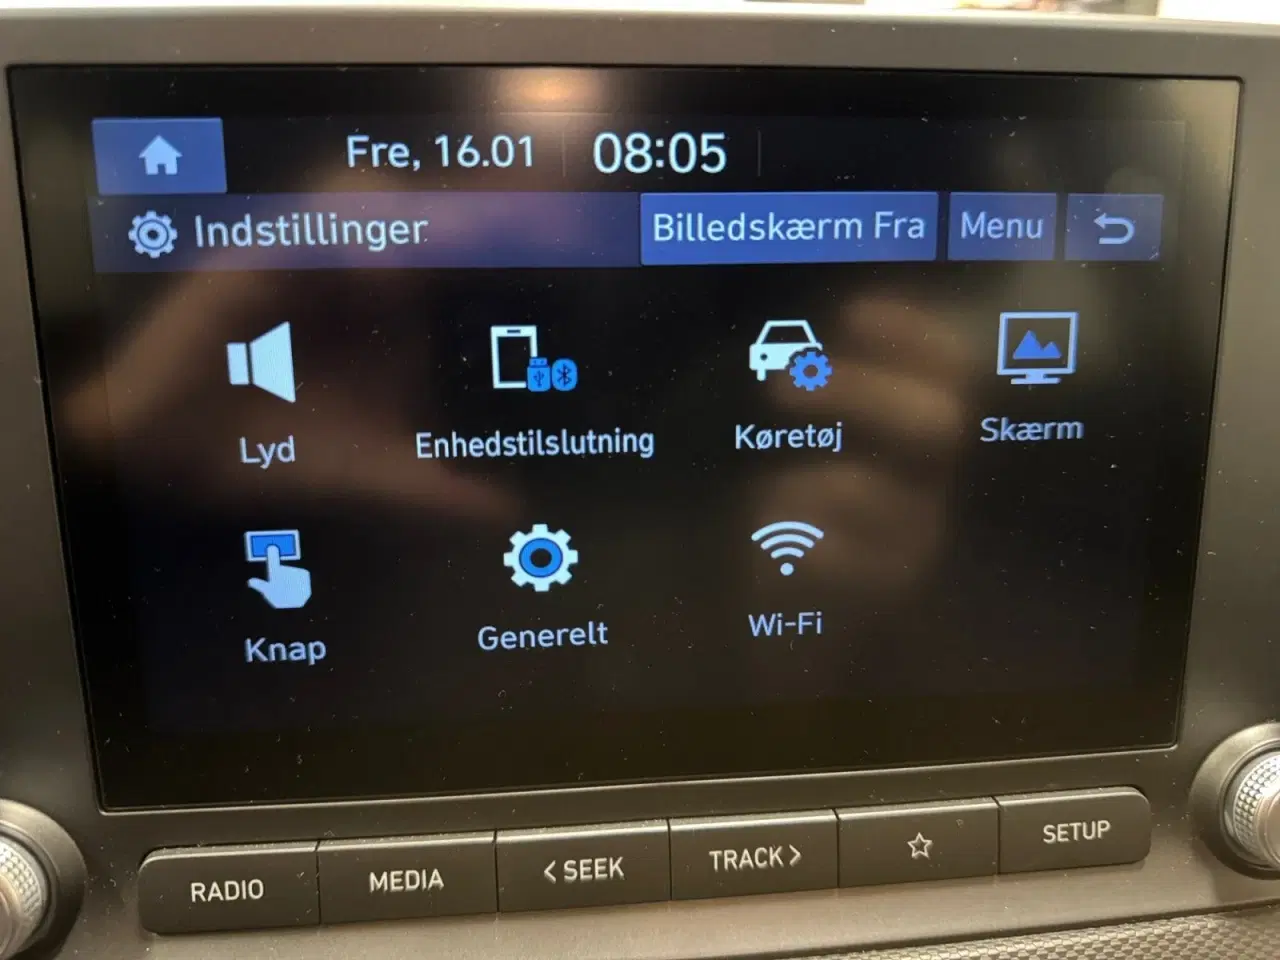 Fre, 16.01 08:05
Indstillinger Billedskærm Fra Menu
Lyd Enhedstilslutning Køretøj Skærm
Knap Generelt Wi-Fi
RADIO MEDIA < SEEK TRACK > SETUP